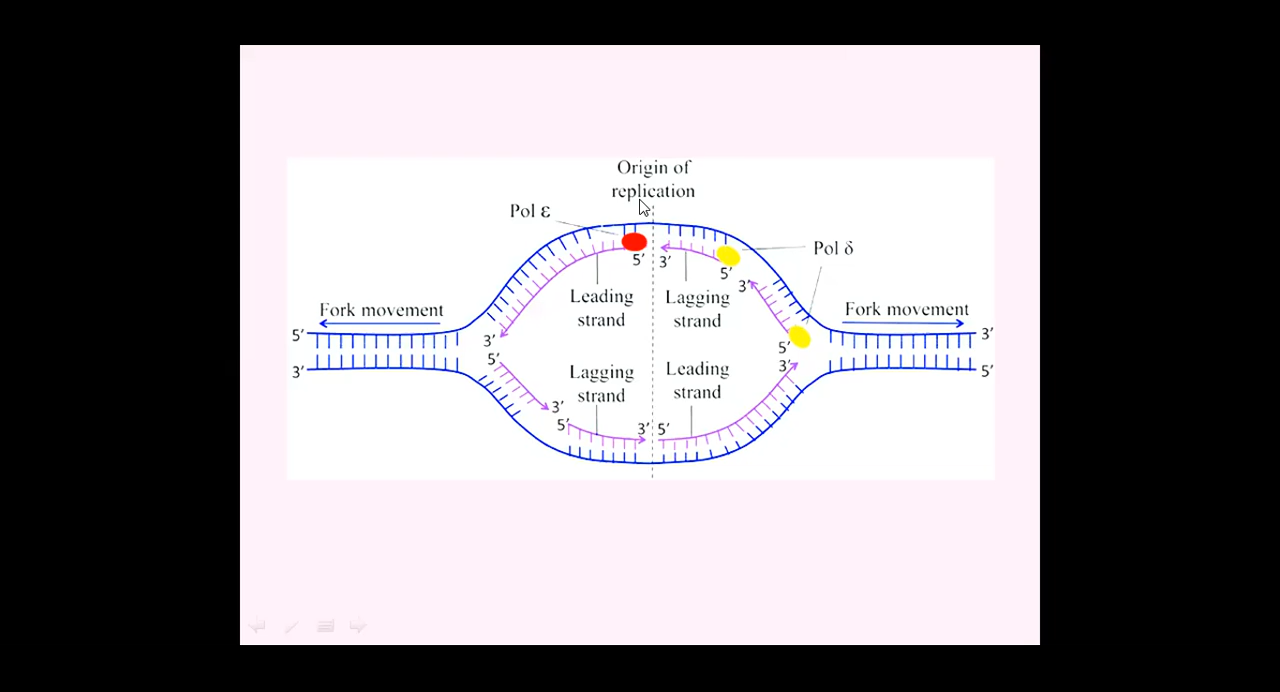 Origin of
replication
Pol ε
Pol δ
5′
3′
5′
3′
Leading
strand
Lagging
strand
Fork movement
Fork movement
5′
3′
3′
5′
5′
3′
3′
5′
Lagging
strand
Leading
strand
3′
5′
3′
5′